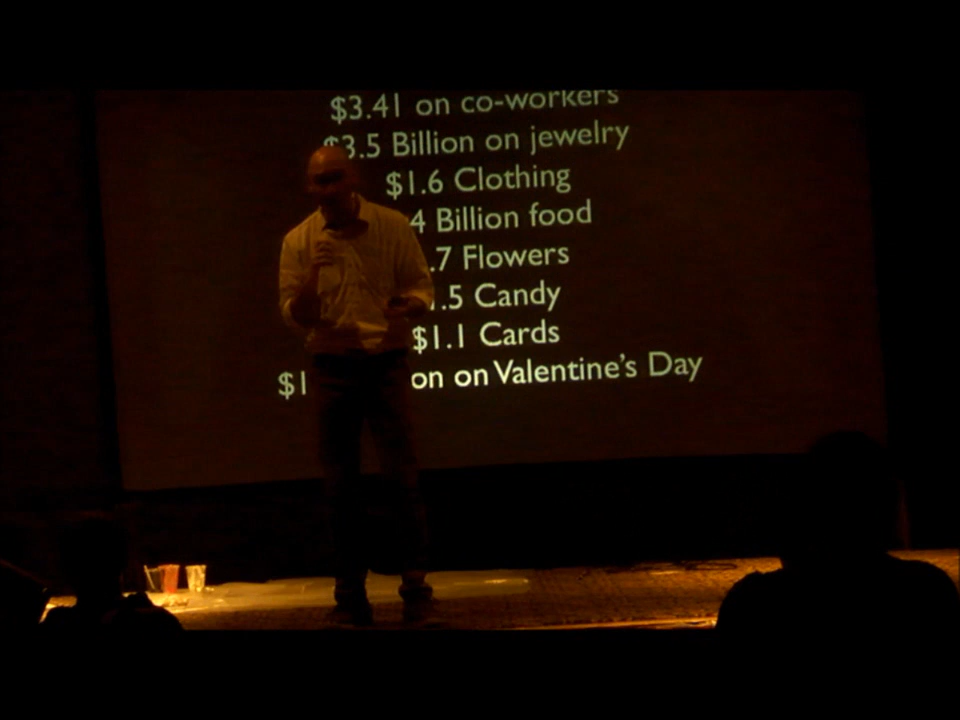 $3.41 on co-workers
$3.5 Billion on jewelry
$1.6 Clothing
4 Billion food
.7 Flowers
.5 Candy
$1.1 Cards
$1 on on Valentine's Day